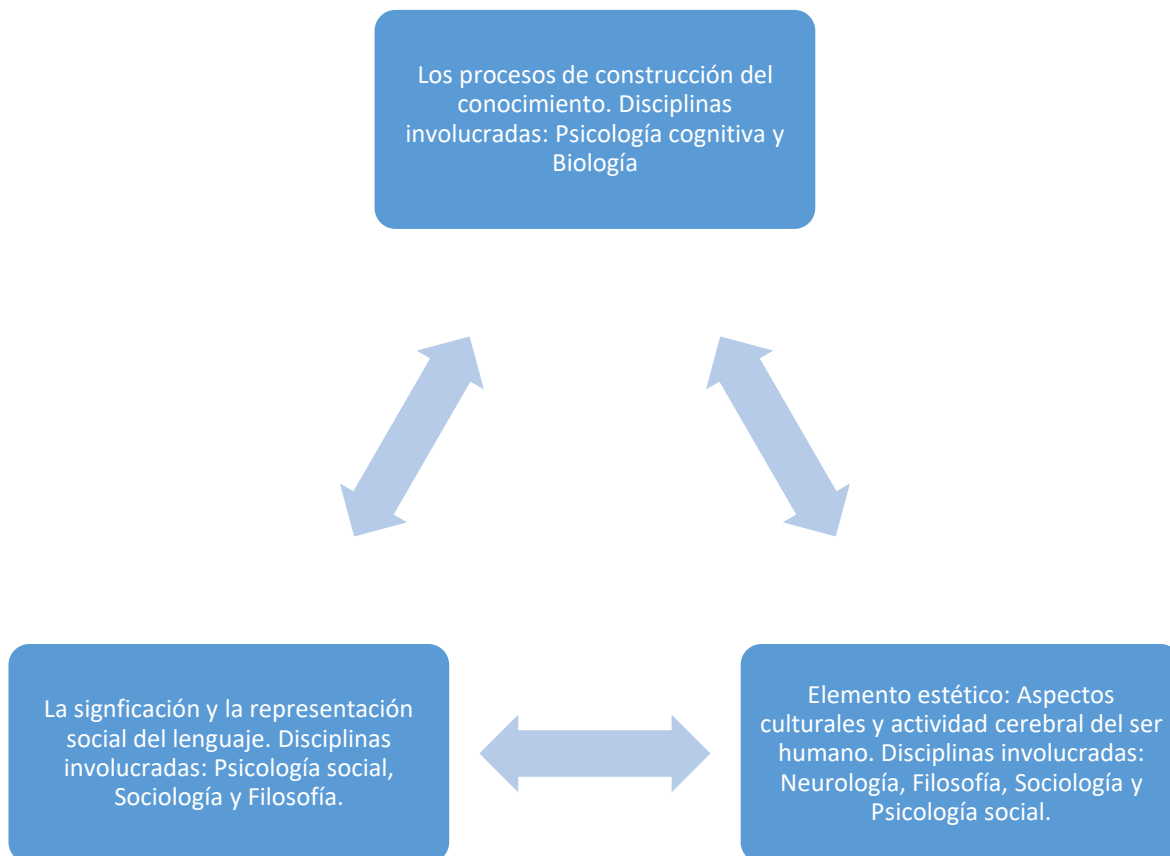 Los procesos de construcción del
conocimiento. Disciplinas
involucradas: Psicología cognitiva y
Biología
La signficación y la representación
social del lenguaje. Disciplinas
involucradas: Psicología social,
Sociología y Filosofía.
Elemento estético: Aspectos
culturales y actividad cerebral del ser
humano. Disciplinas involucradas:
Neurología, Filosofía, Sociología y
Psicología social.